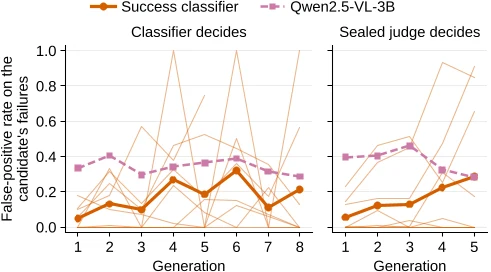 Success classifier
Qwen2.5-VL-3B
Classifier decides
Sealed judge decides
False-positive rate on the
candidate's failures
1.0
0.8
0.6
0.4
0.2
0.0
1 2 3 4 5 6 7 8
1 2 3 4 5
Generation
Generation